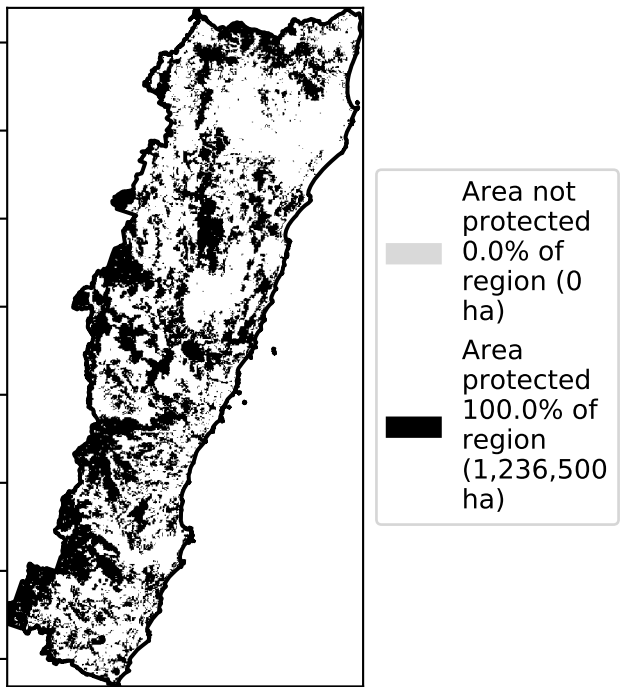 Area not
protected
0.0% of
region (0
ha)
Area
protected
100.0% of
region
(1,236,500
ha)